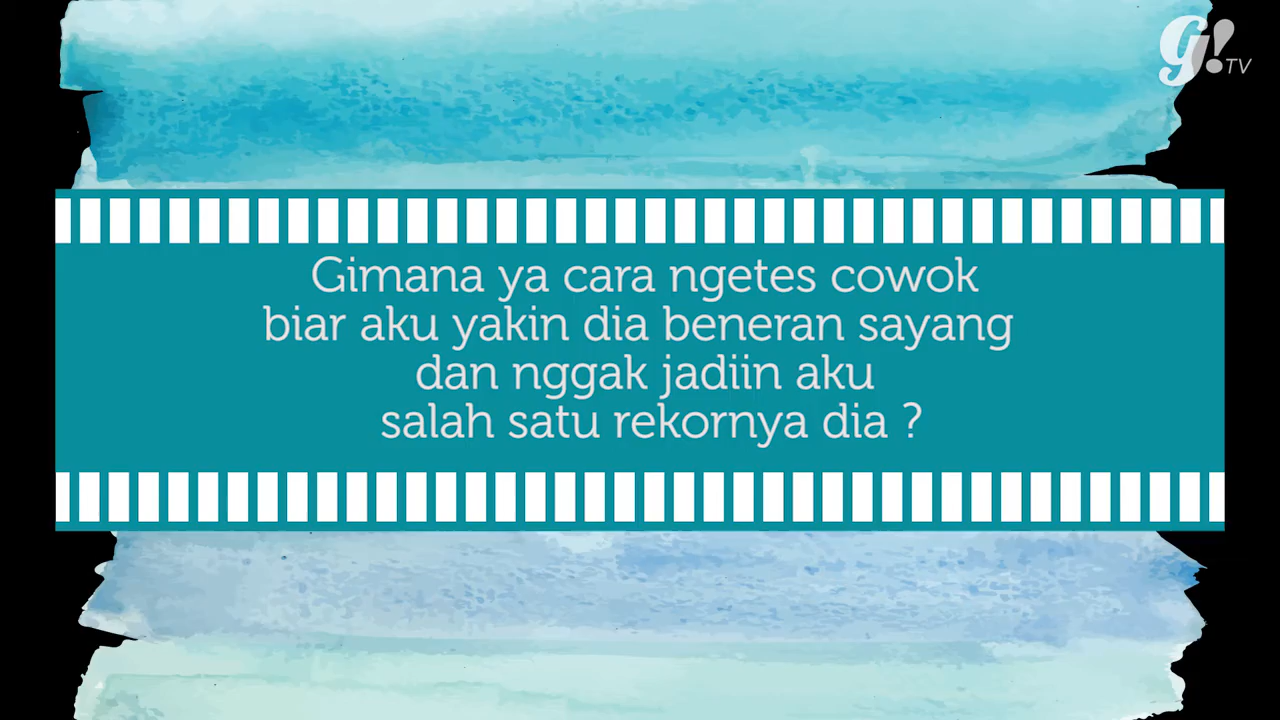 g! TV
Gimana ya cara ngetes cowok
biar aku yakin dia beneran sayang
dan nggak jadiin aku
salah satu rekornya dia ?